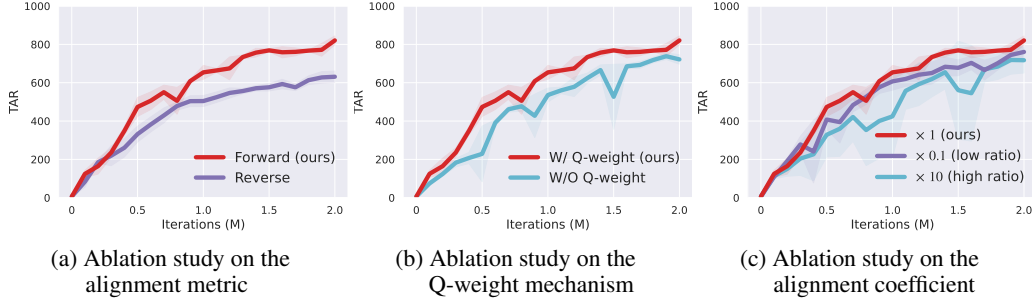 1000
800
600
400
200
0
TAR
0
0.5
1.0
1.5
2.0
Iterations (M)
Forward (ours)
Reverse
(a) Ablation study on the
alignment metric
1000
800
600
400
200
0
TAR
0
0.5
1.0
1.5
2.0
Iterations (M)
W/ Q-weight (ours)
W/O Q-weight
(b) Ablation study on the
Q-weight mechanism
1000
800
600
400
200
0
TAR
0
0.5
1.0
1.5
2.0
Iterations (M)
× 1 (ours)
× 0.1 (low ratio)
× 10 (high ratio)
(c) Ablation study on the
alignment coefficient